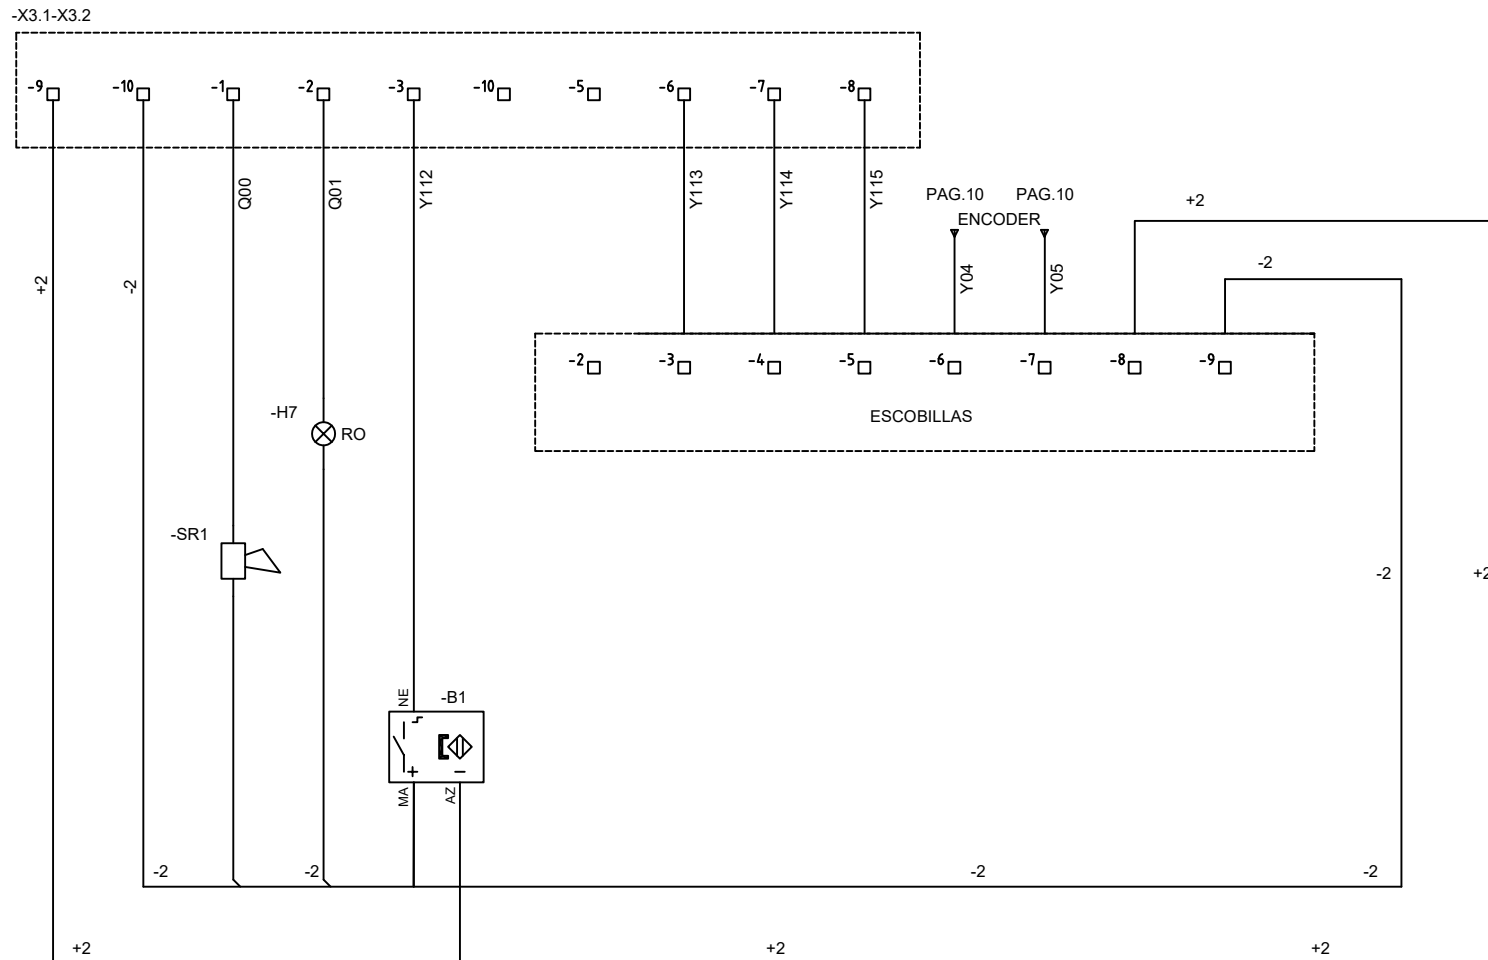 -X3.1-X3.2
-9 -10 -1 -2 -3 -10 -5 -6 -7 -8
Q00 Q01 Y112 Y113 Y114 Y115
PAG.10 PAG.10
ENCODER
+2
+2 -2 Y04 Y05 -2
-2 -3 -4 -5 -6 -7 -8 -9
ESCOBILLAS
-H7
RO
-SR1
-2 +2
NE -B1
+ −
MA AZ
-2 -2 -2 -2
+2 +2 +2